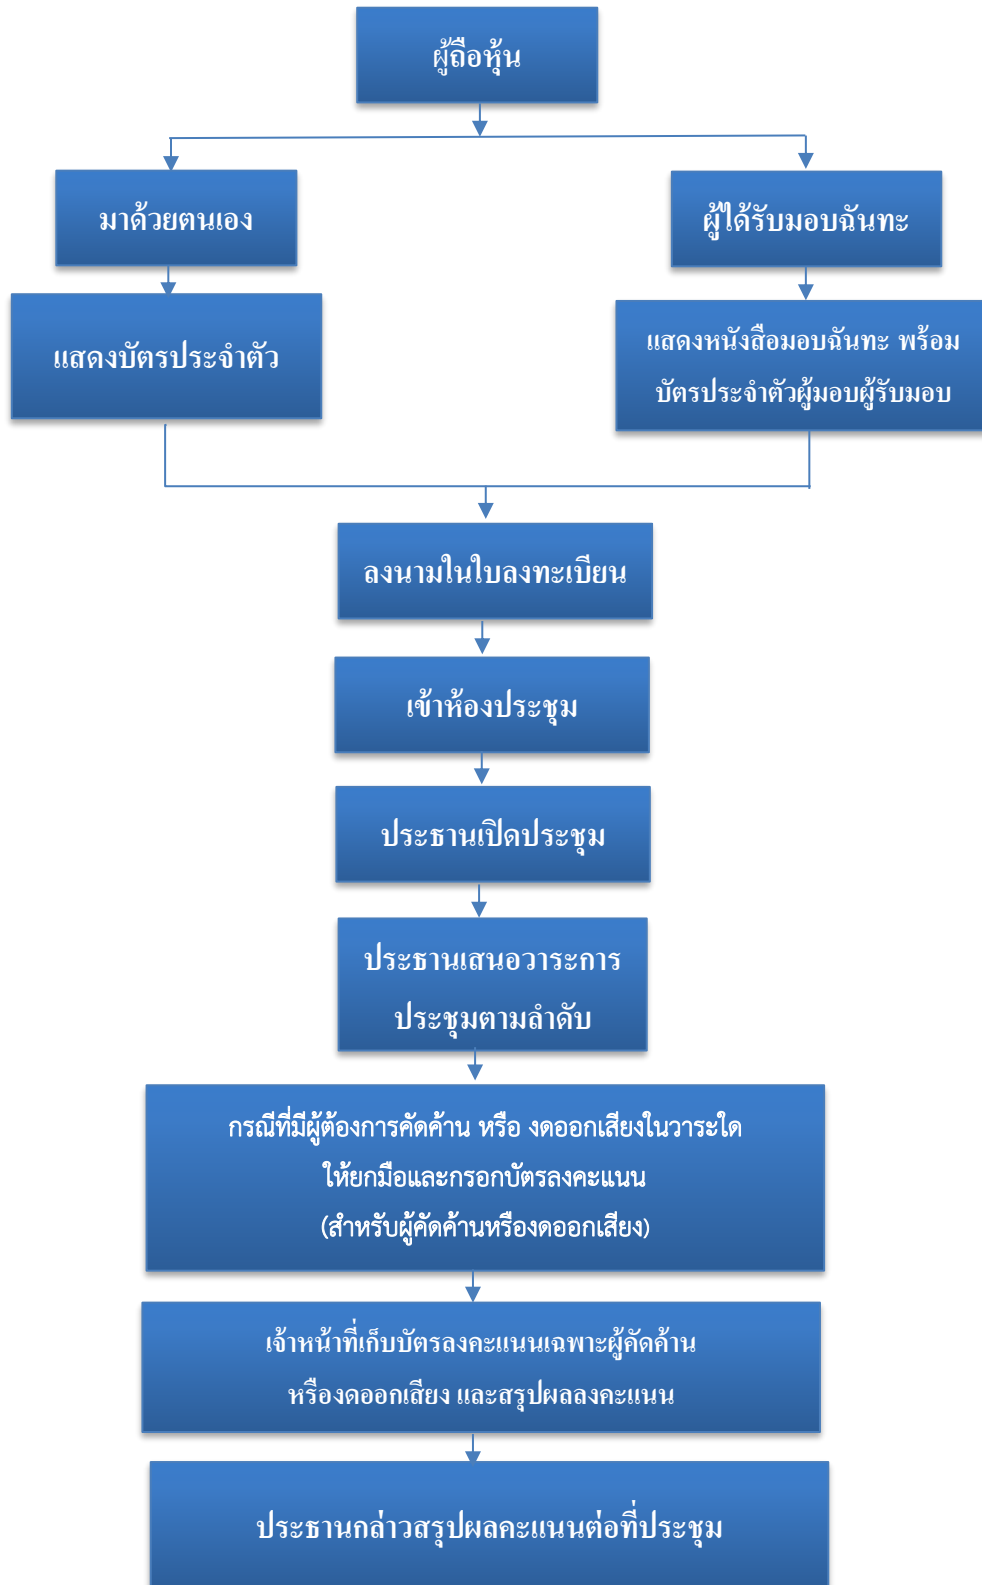 ผู้ถือหุ้น
มาด้วยตนเอง
ผู้ได้รับมอบฉันทะ
แสดงบัตรประจำตัว
แสดงหนังสือมอบฉันทะ พร้อม
บัตรประจำตัวผู้มอบผู้รับมอบ
ลงนามในใบลงทะเบียน
เข้าห้องประชุม
ประธานเปิดประชุม
ประธานเสนอวาระการ
ประชุมตามลำดับ
กรณีที่มีผู้ต้องการคัดค้าน หรือ งดออกเสียงในวาระใด
ให้ยกมือและกรอกบัตรลงคะแนน
(สำหรับผู้คัดค้านหรืองดออกเสียง)
เจ้าหน้าที่เก็บบัตรลงคะแนนเฉพาะผู้คัดค้าน
หรืองดออกเสียง และสรุปผลลงคะแนน
ประธานกล่าวสรุปผลคะแนนต่อที่ประชุม